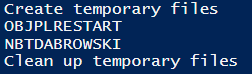 Create temporary files
OBJPLRESTART
NBTDABROWSKI
Clean up temporary files